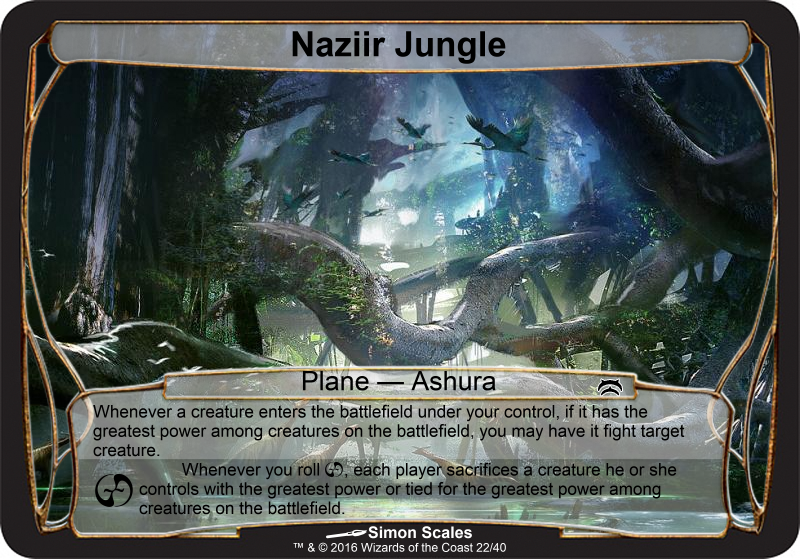 Naziir Jungle
Plane — Ashura
Whenever a creature enters the battlefield under your control, if it has the
greatest power among creatures on the battlefield, you may have it fight target
creature.
Whenever you roll , each player sacrifices a creature he or she
controls with the greatest power or tied for the greatest power among
creatures on the battlefield.
Simon Scales
™ & © 2016 Wizards of the Coast 22/40